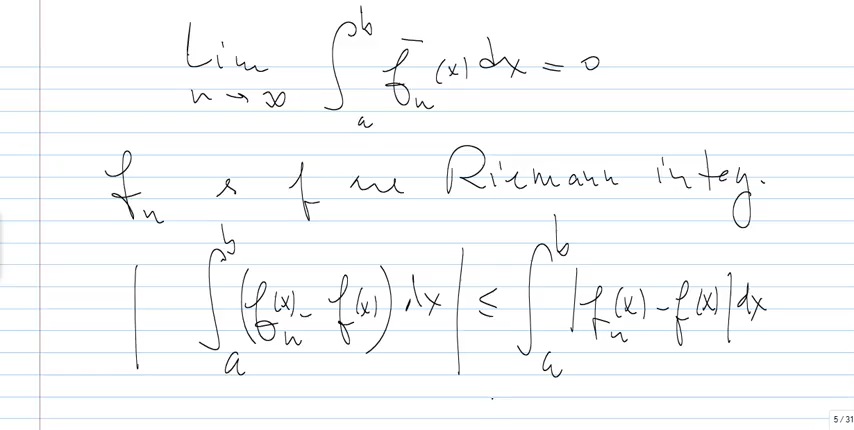 Lim n→∞ ∫_a^b f̄_n(x) dx = 0
f_n & f are Riemann integ.
| ∫_a^b (f_n(x) - f(x)) dx | ≤ ∫_a^b |f_n(x) - f(x)| dx
5 / 31